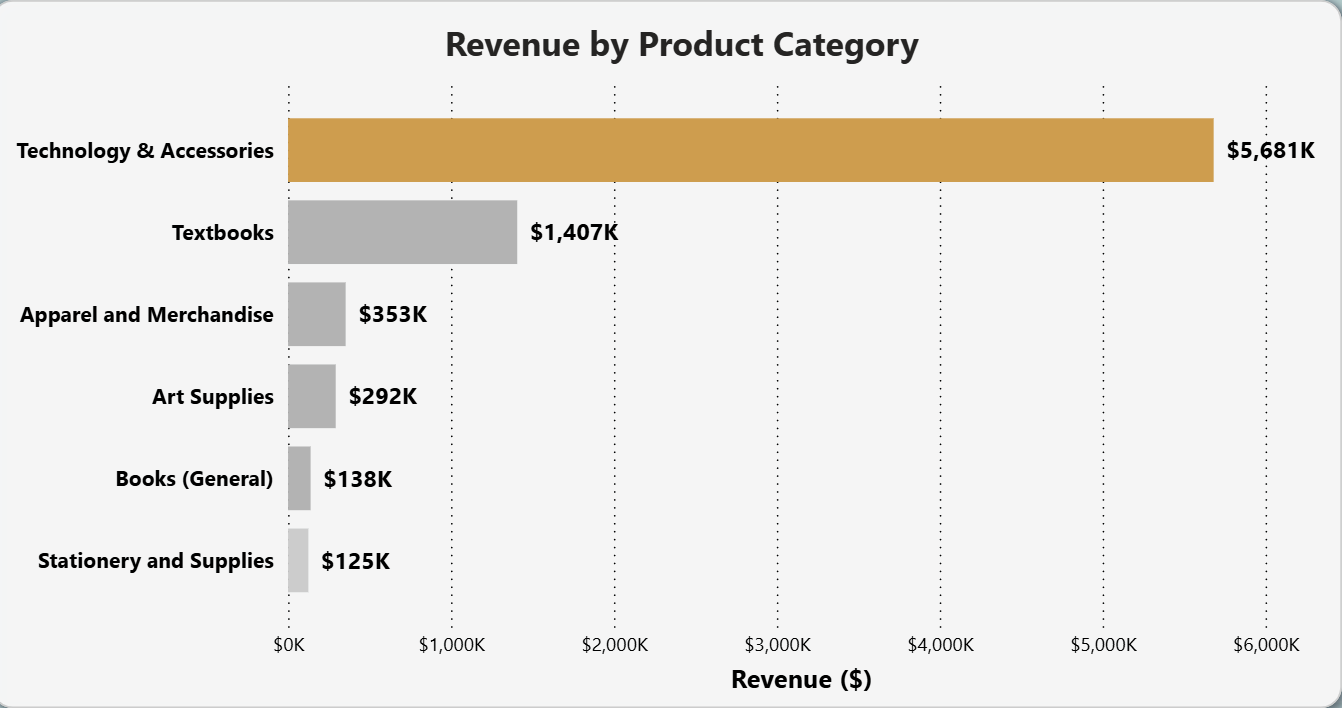 Revenue by Product Category
Technology & Accessories $5,681K
Textbooks $1,407K
Apparel and Merchandise $353K
Art Supplies $292K
Books (General) $138K
Stationery and Supplies $125K
$0K $1,000K $2,000K $3,000K $4,000K $5,000K $6,000K
Revenue ($)